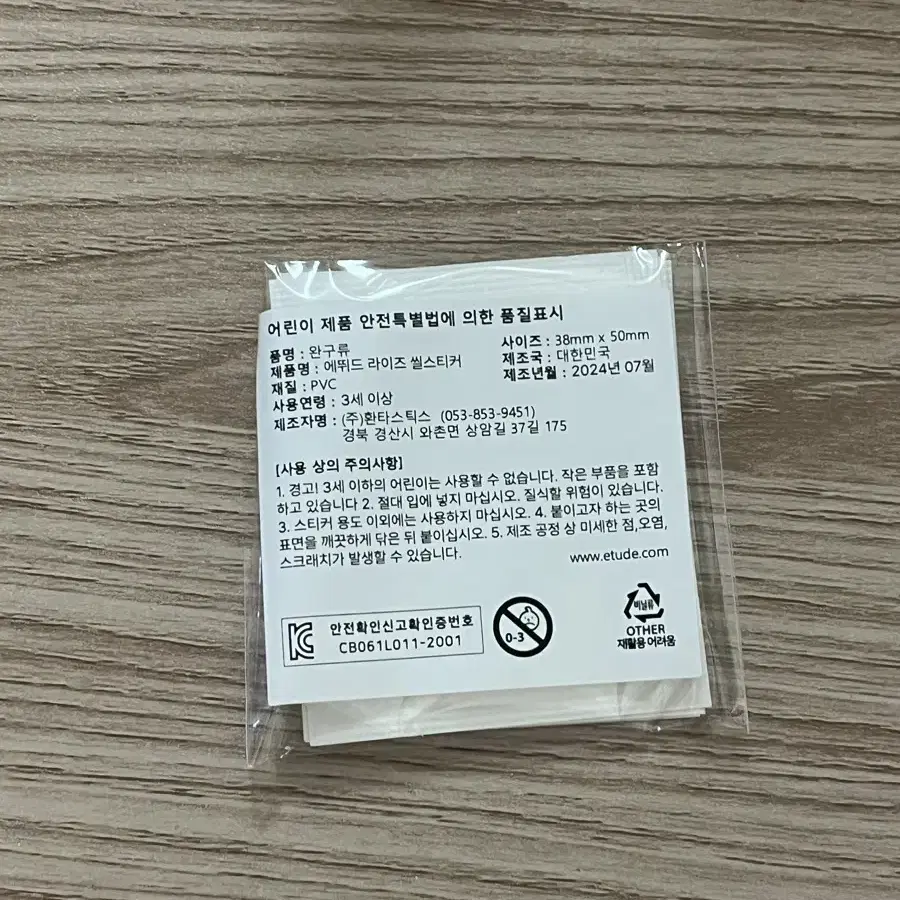 어린이 제품 안전특별법에 의한 품질표시
품명 : 완구류
제품명 : 에뛰드 라이즈 씰스티커
재질 : PVC
사용연령 : 3세 이상
제조자명 : (주)환타스틱스 (053-853-9451)
경북 경산시 와촌면 상암길 37길 175
사이즈 : 38mm x 50mm
제조국 : 대한민국
제조년월 : 2024년 07월
[사용 상의 주의사항]
1. 경고! 3세 이하의 어린이는 사용할 수 없습니다. 작은 부품을 포함
하고 있습니다 2. 절대 입에 넣지 마십시오. 질식할 위험이 있습니다.
3. 스티커 용도 이외에는 사용하지 마십시오. 4. 붙이고자 하는 곳의
표면을 깨끗하게 닦은 뒤 붙이십시오. 5. 제조 공정 상 미세한 점,오염,
스크래치가 발생할 수 있습니다.
www.etude.com
안전확인신고확인증번호
CB061L011-2001
0-3
비닐류
OTHER
재활용 어려움